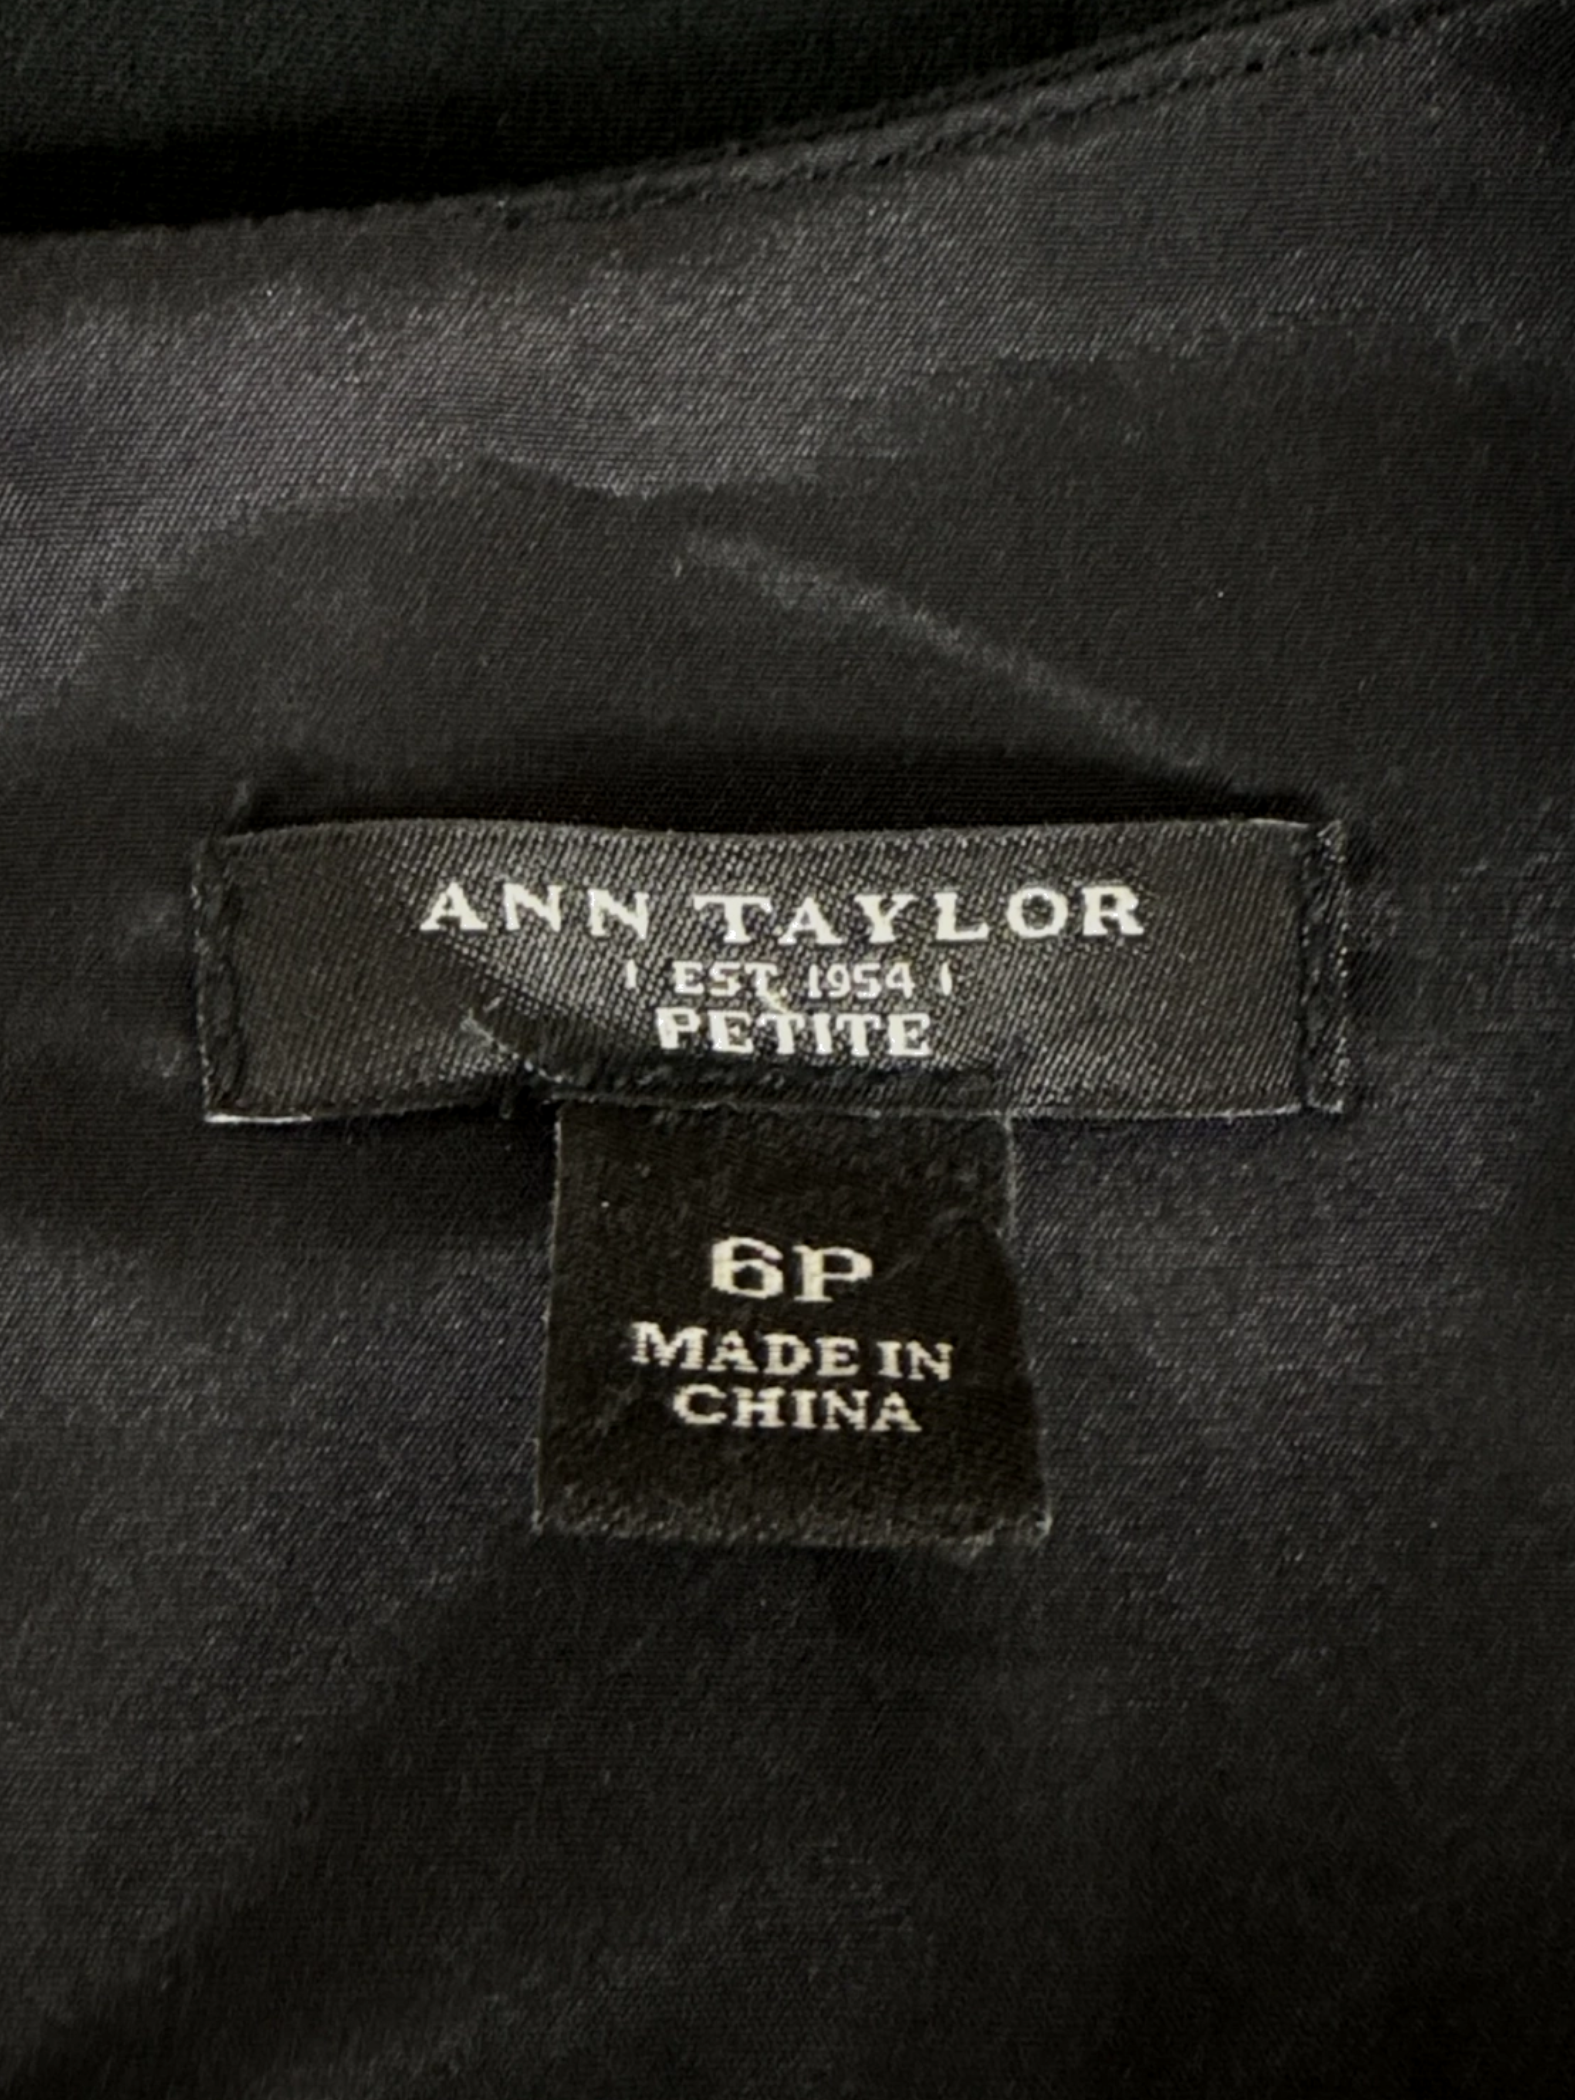 ANN TAYLOR
| EST. 1954 |
PETITE
6P
MADE IN
CHINA